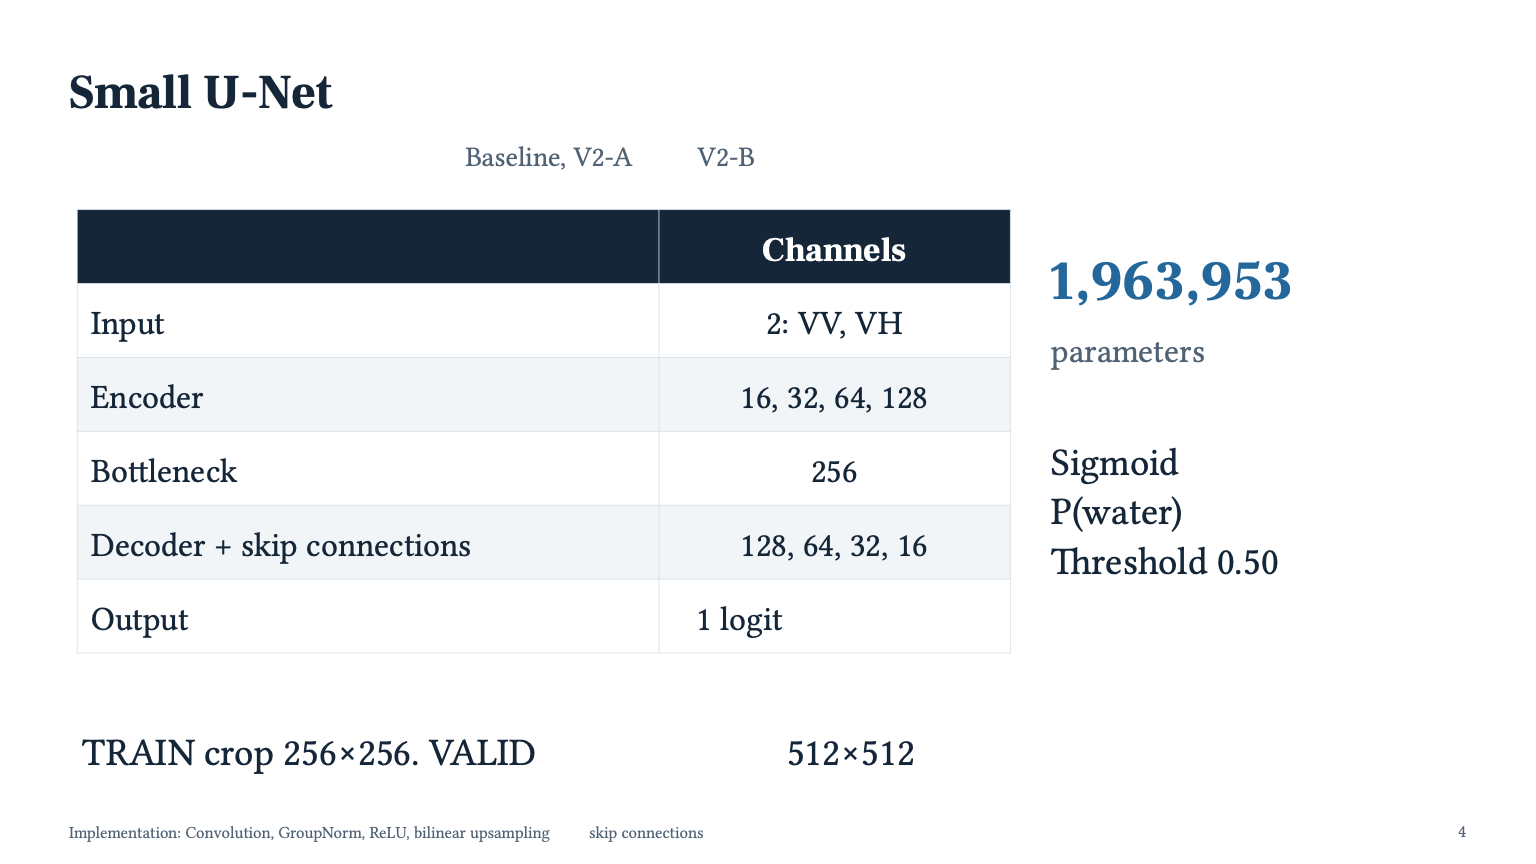 Small U-Net
Baseline, V2-A V2-B
Channels
Input 2: VV, VH
Encoder 16, 32, 64, 128
Bottleneck 256
Decoder + skip connections 128, 64, 32, 16
Output 1 logit
1,963,953
parameters
Sigmoid
P(water)
Threshold 0.50
TRAIN crop 256×256. VALID 512×512
Implementation: Convolution, GroupNorm, ReLU, bilinear upsampling skip connections
4